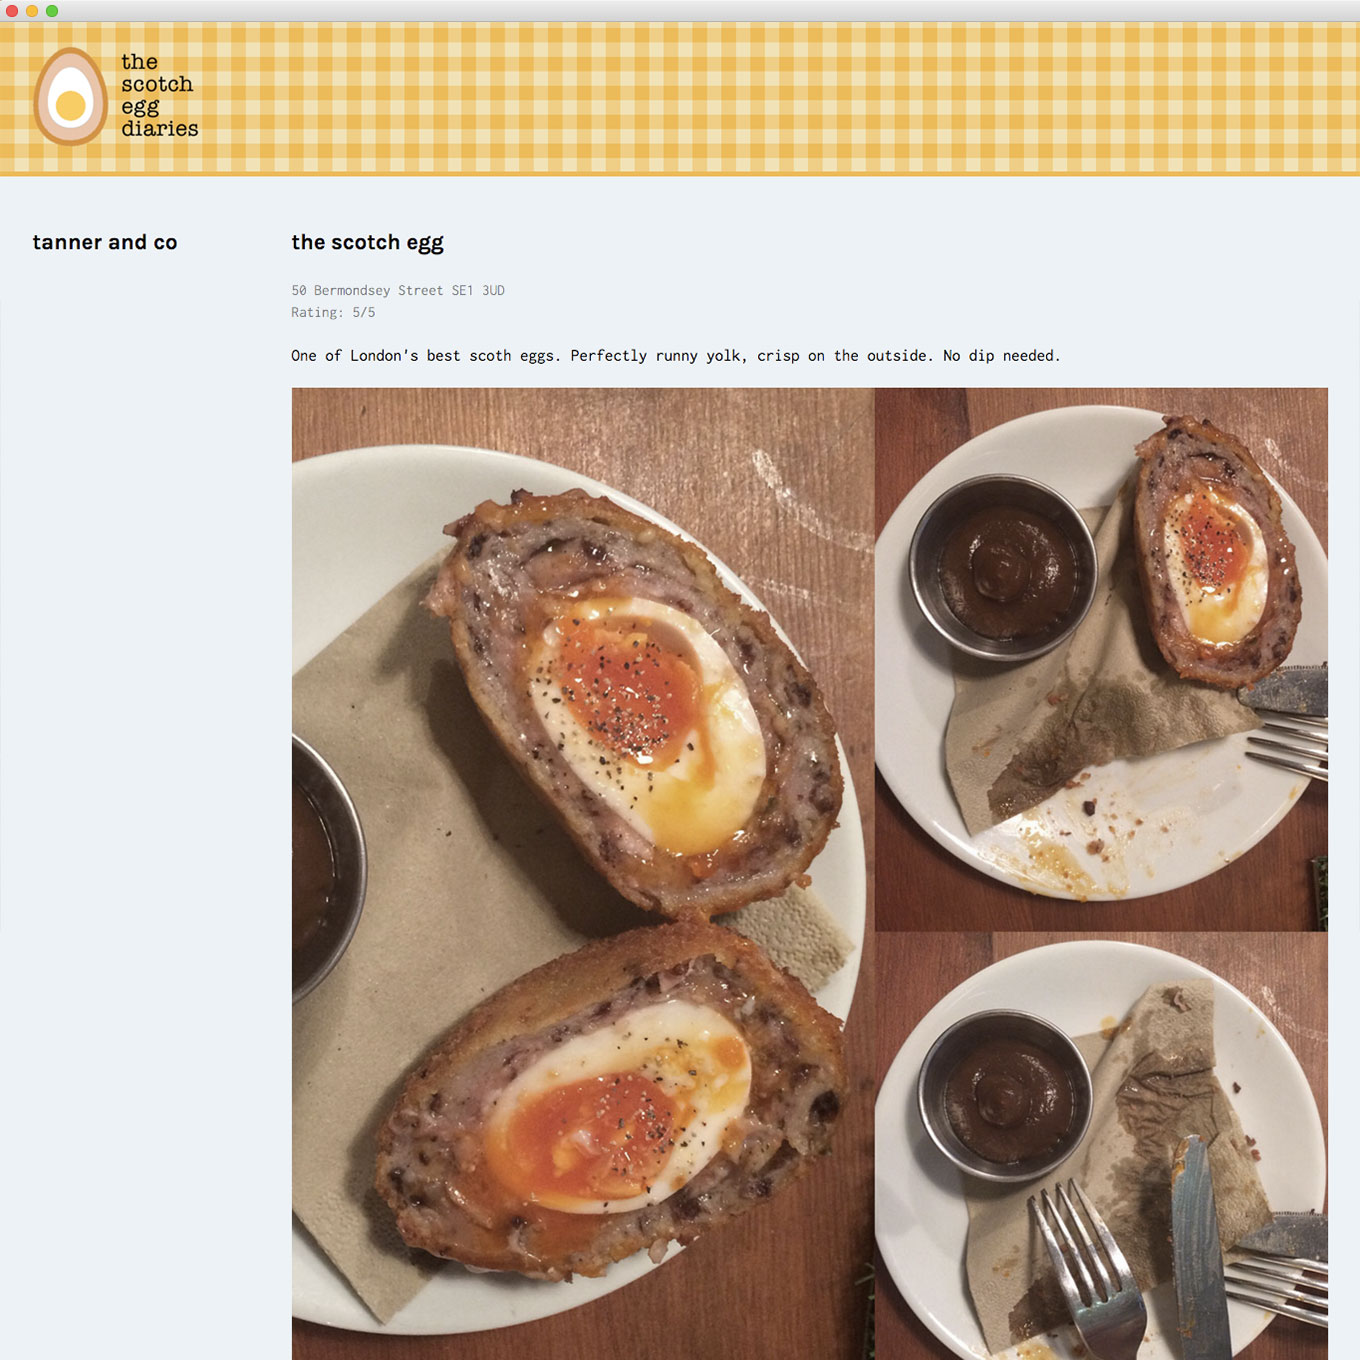 the
scotch
egg
diaries
tanner and co
the scotch egg
50 Bermondsey Street SE1 3UD
Rating: 5/5
One of London's best scoth eggs. Perfectly runny yolk, crisp on the outside. No dip needed.